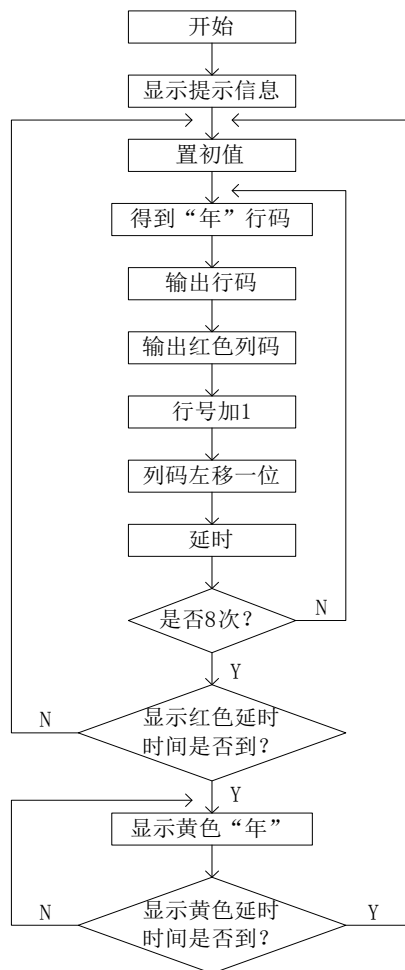 开始
显示提示信息
置初值
得到“年”行码
输出行码
输出红色列码
行号加1
列码左移一位
延时
是否8次？
N
Y
显示红色延时
时间是否到？
N
Y
显示黄色“年”
显示黄色延时
时间是否到？
N
Y